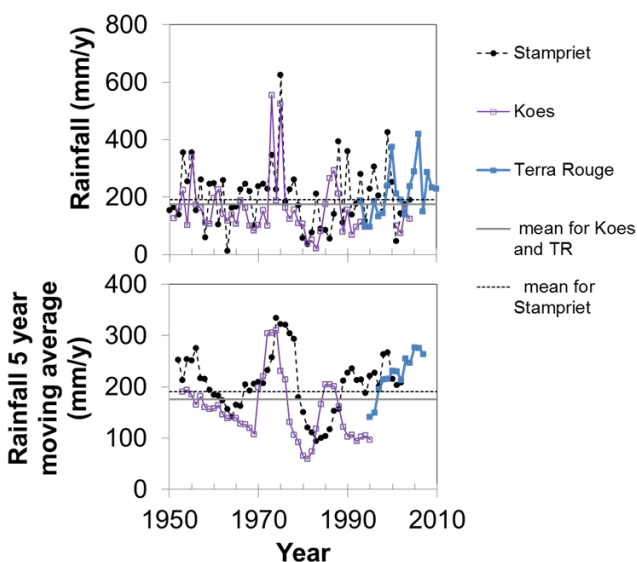 800
600
400
200
0
Rainfall (mm/y)
Stampriet
Koes
Terra Rouge
mean for Koes
and TR
mean for
Stampriet
400
300
200
100
0
Rainfall 5 year
moving average
(mm/y)
1950 1970 1990 2010
Year